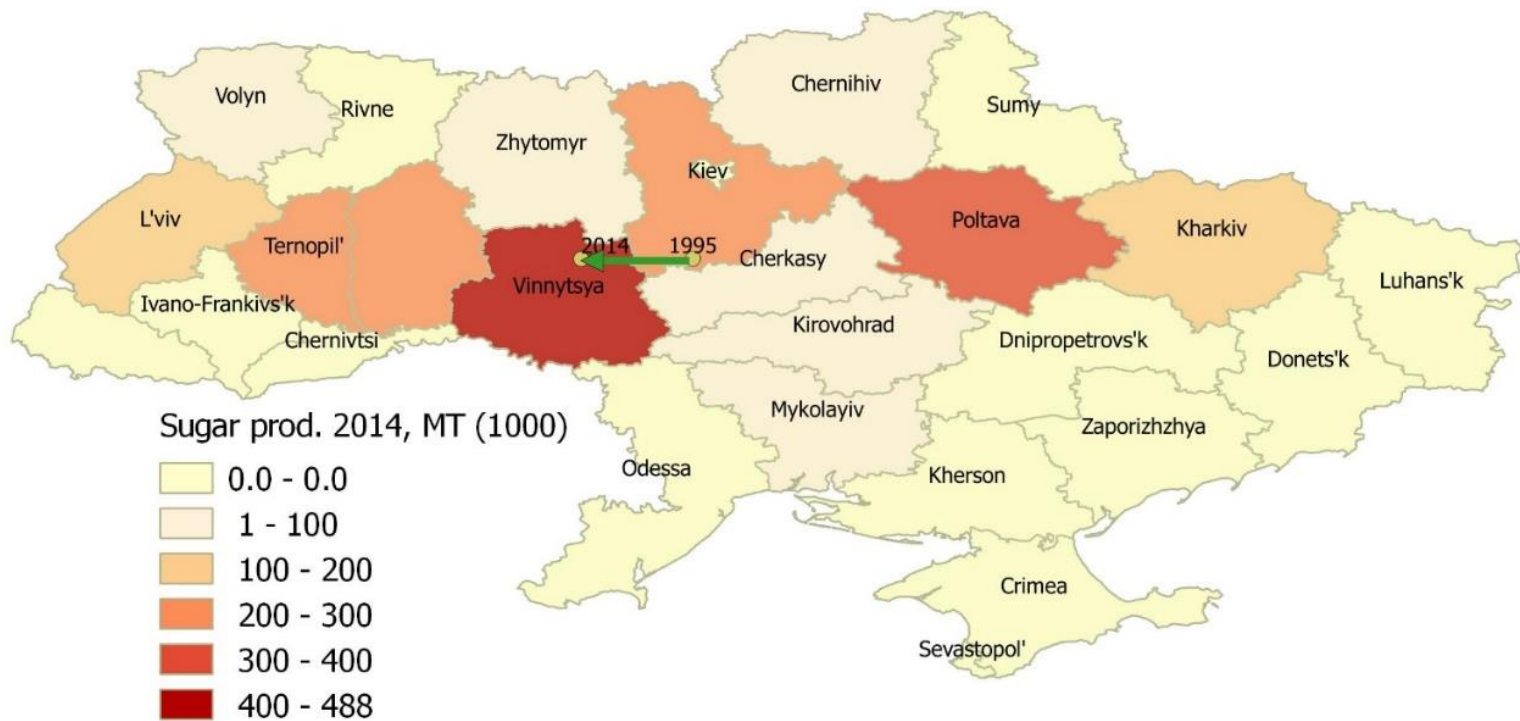 Chernihiv
Volyn
Rivne
Sumy
Zhytomyr
Kiev
L'viv
Ternopil'
Poltava
Kharkiv
2014
1995
Cherkasy
Vinnytsya
Luhans'k
Ivano-Frankivs'k
Kirovohrad
Chernivtsi
Dnipropetrovs'k
Donets'k
Mykolayiv
Zaporizhzhya
Odessa
Kherson
Crimea
Sevastopol'
Sugar prod. 2014, MT (1000)
0.0 - 0.0
1 - 100
100 - 200
200 - 300
300 - 400
400 - 488